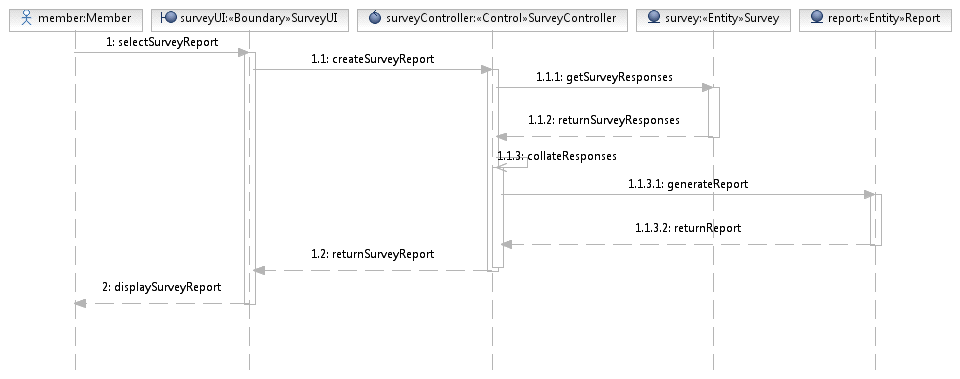 member:Member
surveyUI:«Boundary»SurveyUI
surveyController:«Control»SurveyController
survey:«Entity»Survey
report:«Entity»Report
1: selectSurveyReport
1.1: createSurveyReport
1.1.1: getSurveyResponses
1.1.2: returnSurveyResponses
1.1.3: collateResponses
1.1.3.1: generateReport
1.1.3.2: returnReport
1.2: returnSurveyReport
2: displaySurveyReport